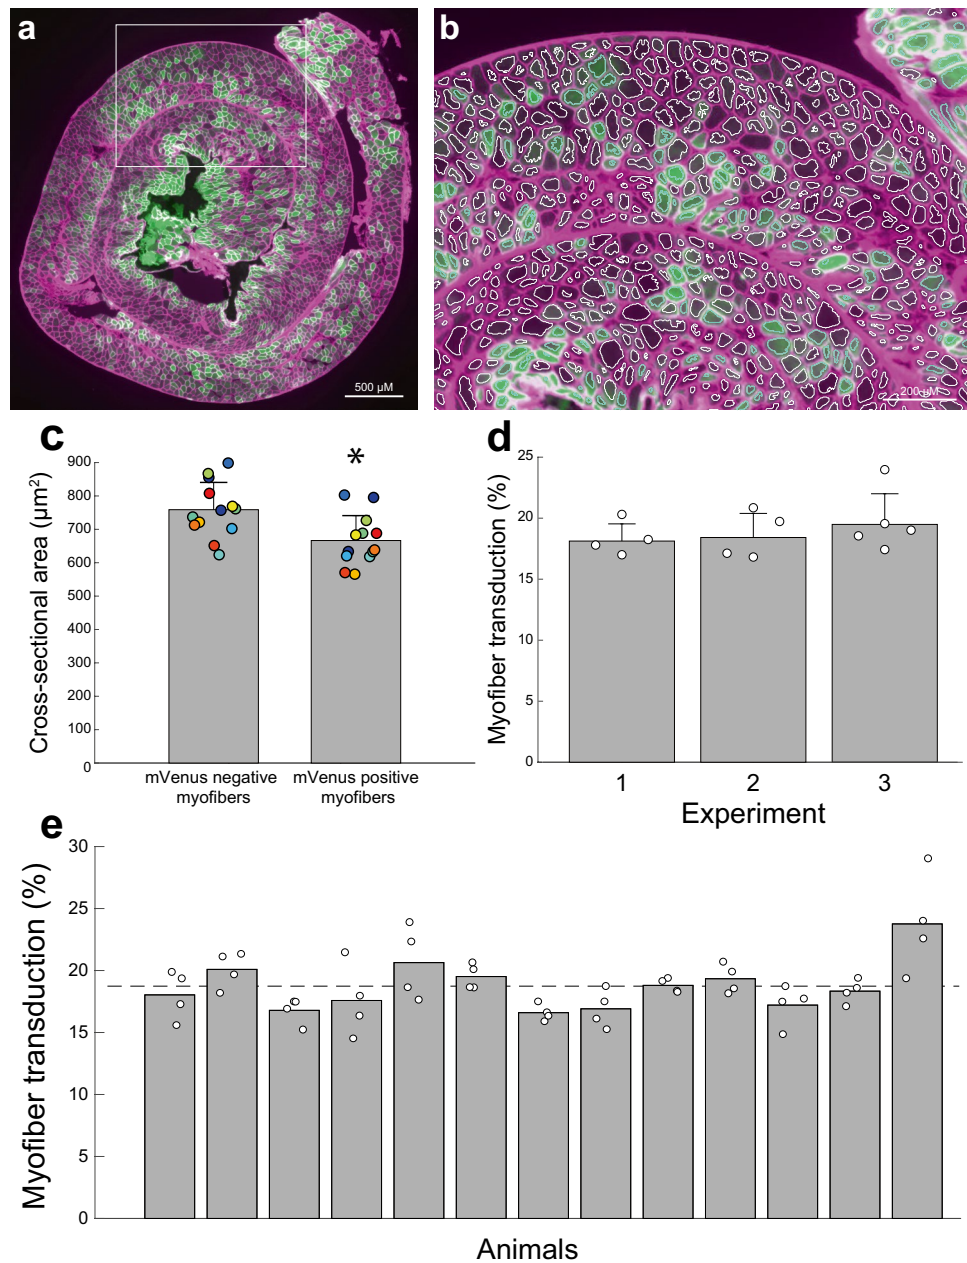 a
b
500 µM
200 µM
c
*
Cross-sectional area (µm²)
900
800
700
600
500
400
300
200
100
0
mVenus negative
myofibers
mVenus positive
myofibers
d
Myofiber transduction (%)
25
20
15
10
5
0
1 2 3
Experiment
e
Myofiber transduction (%)
30
25
20
15
10
5
0
Animals